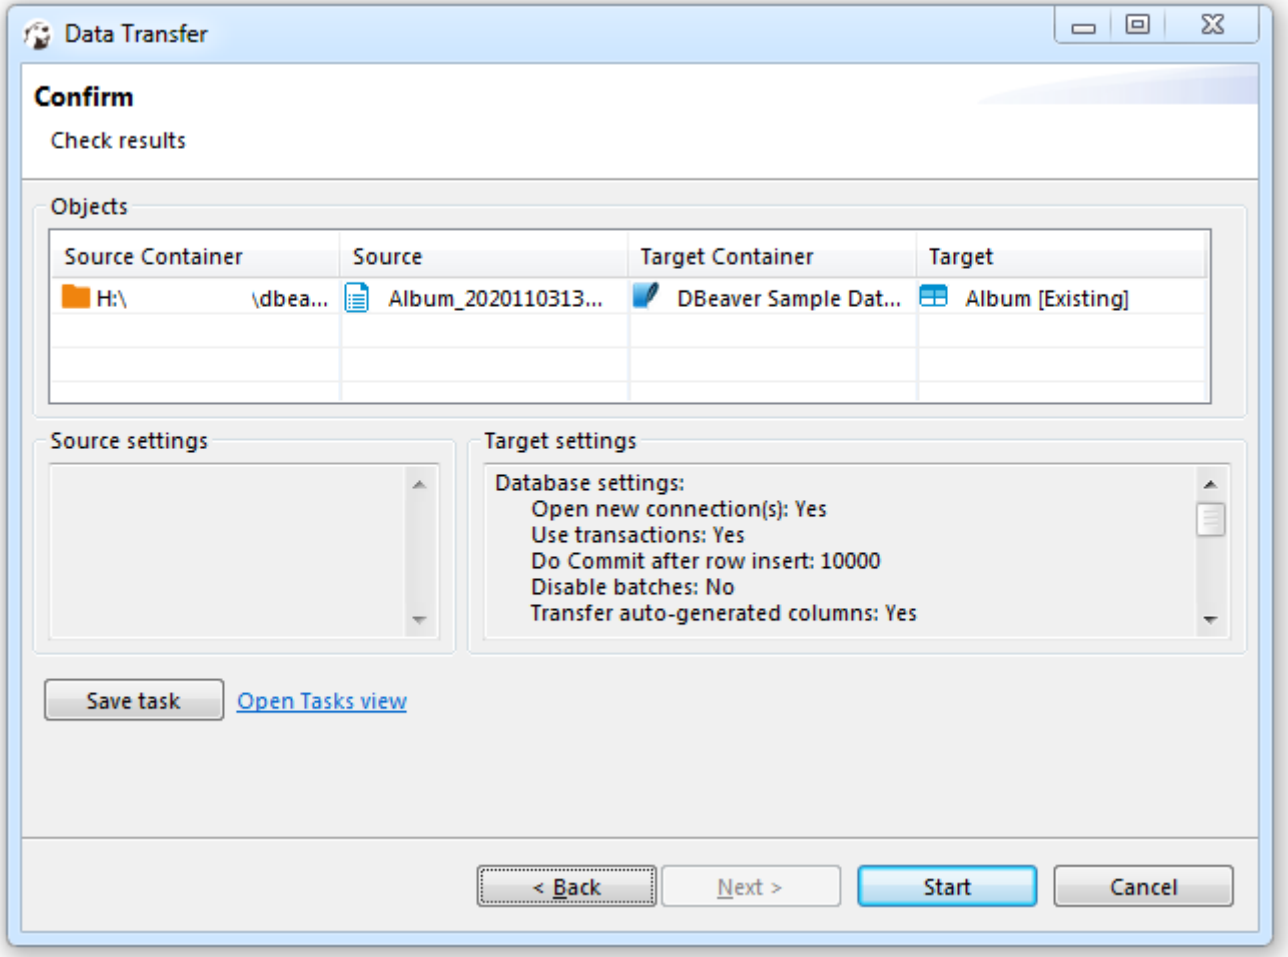 Data Transfer
Confirm
Check results
Objects
Source Container Source Target Container Target
H:\ \dbea... Album_2020110313... DBeaver Sample Dat... Album [Existing]
Source settings
Target settings
Database settings:
Open new connection(s): Yes
Use transactions: Yes
Do Commit after row insert: 10000
Disable batches: No
Transfer auto-generated columns: Yes
Save task Open Tasks view
< Back Next > Start Cancel